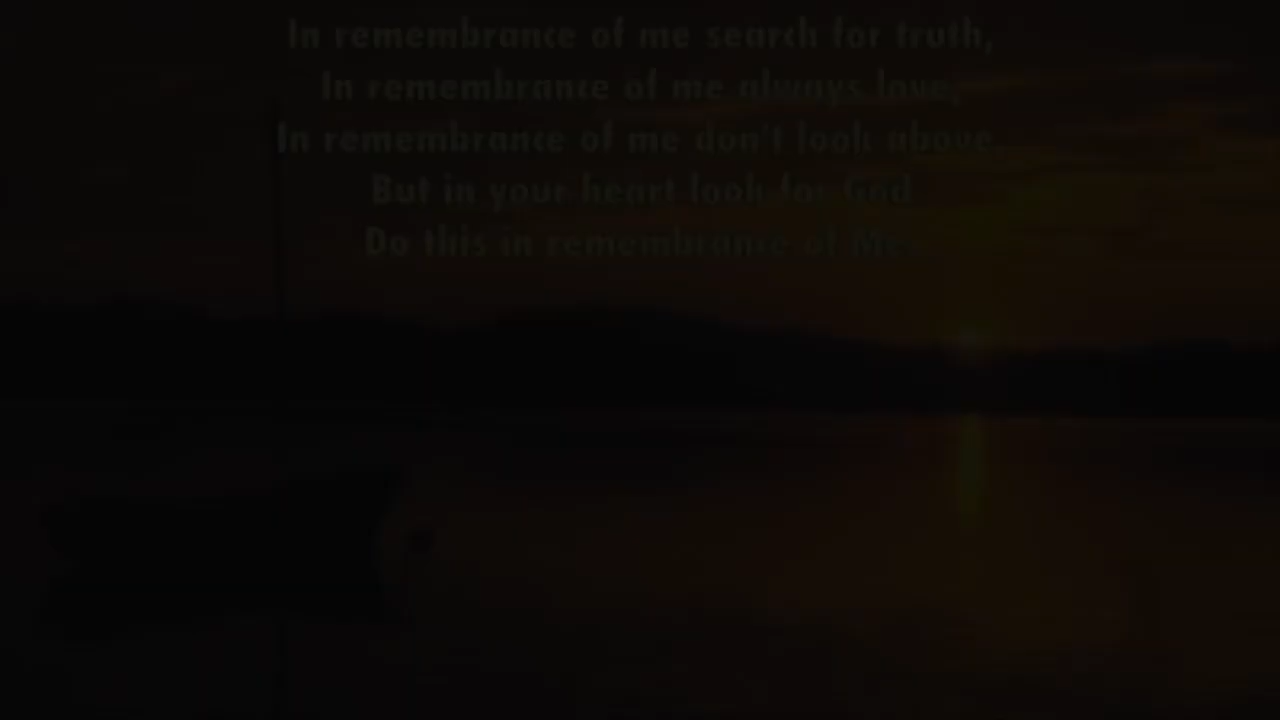 In remembrance of me search for truth,
In remembrance of me always love,
In remembrance of me don't look above,
But in your heart look for God
Do this in remembrance of Me.